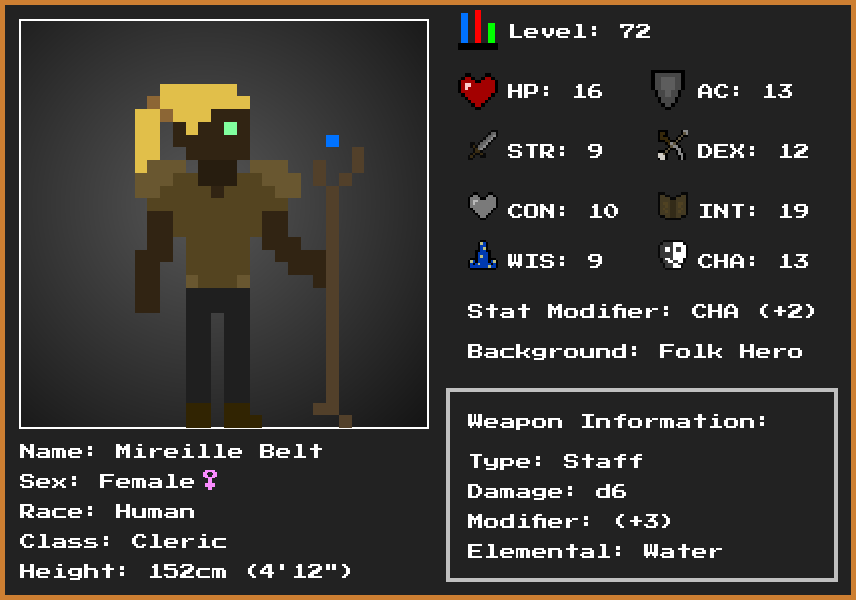 Level: 72
HP: 16
AC: 13
STR: 9
DEX: 12
CON: 10
INT: 19
WIS: 9
CHA: 13
Stat Modifier: CHA (+2)
Background: Folk Hero
Weapon Information:
Type: Staff
Damage: d6
Modifier: (+3)
Elemental: Water
Name: Mireille Belt
Sex: Female♀
Race: Human
Class: Cleric
Height: 152cm (4'12")